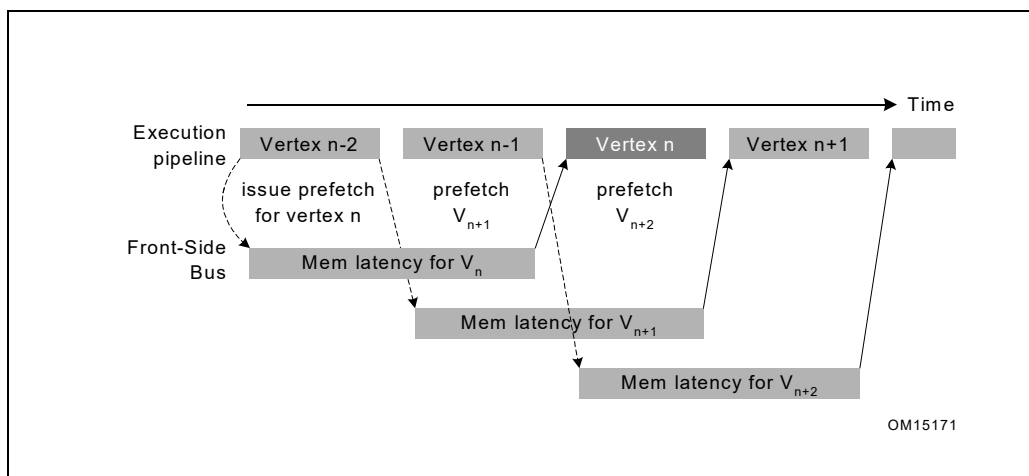 Time
Execution
pipeline
Vertex n-2
Vertex n-1
Vertex n
Vertex n+1
issue prefetch
for vertex n
prefetch
Vn+1
prefetch
Vn+2
Front-Side
Bus
Mem latency for Vn
Mem latency for Vn+1
Mem latency for Vn+2
OM15171